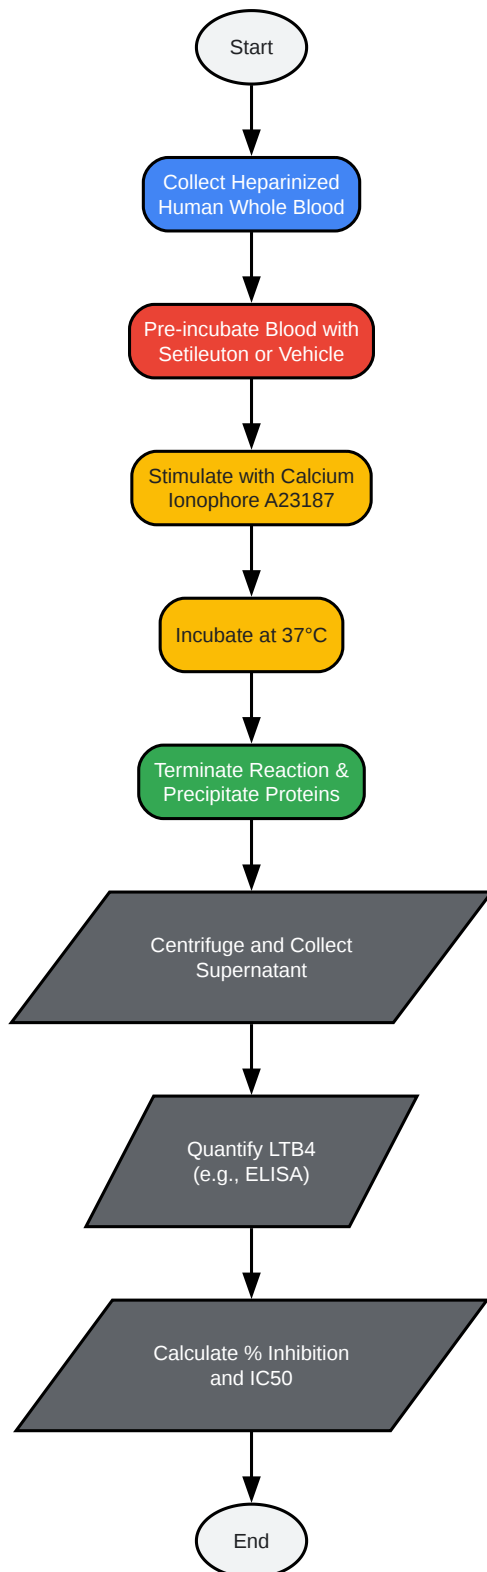 Start
Collect Heparinized
Human Whole Blood
Pre-incubate Blood with
Setileuton or Vehicle
Stimulate with Calcium
Ionophore A23187
Incubate at 37°C
Terminate Reaction &
Precipitate Proteins
Centrifuge and Collect
Supernatant
Quantify LTB4
(e.g., ELISA)
Calculate % Inhibition
and IC50
End